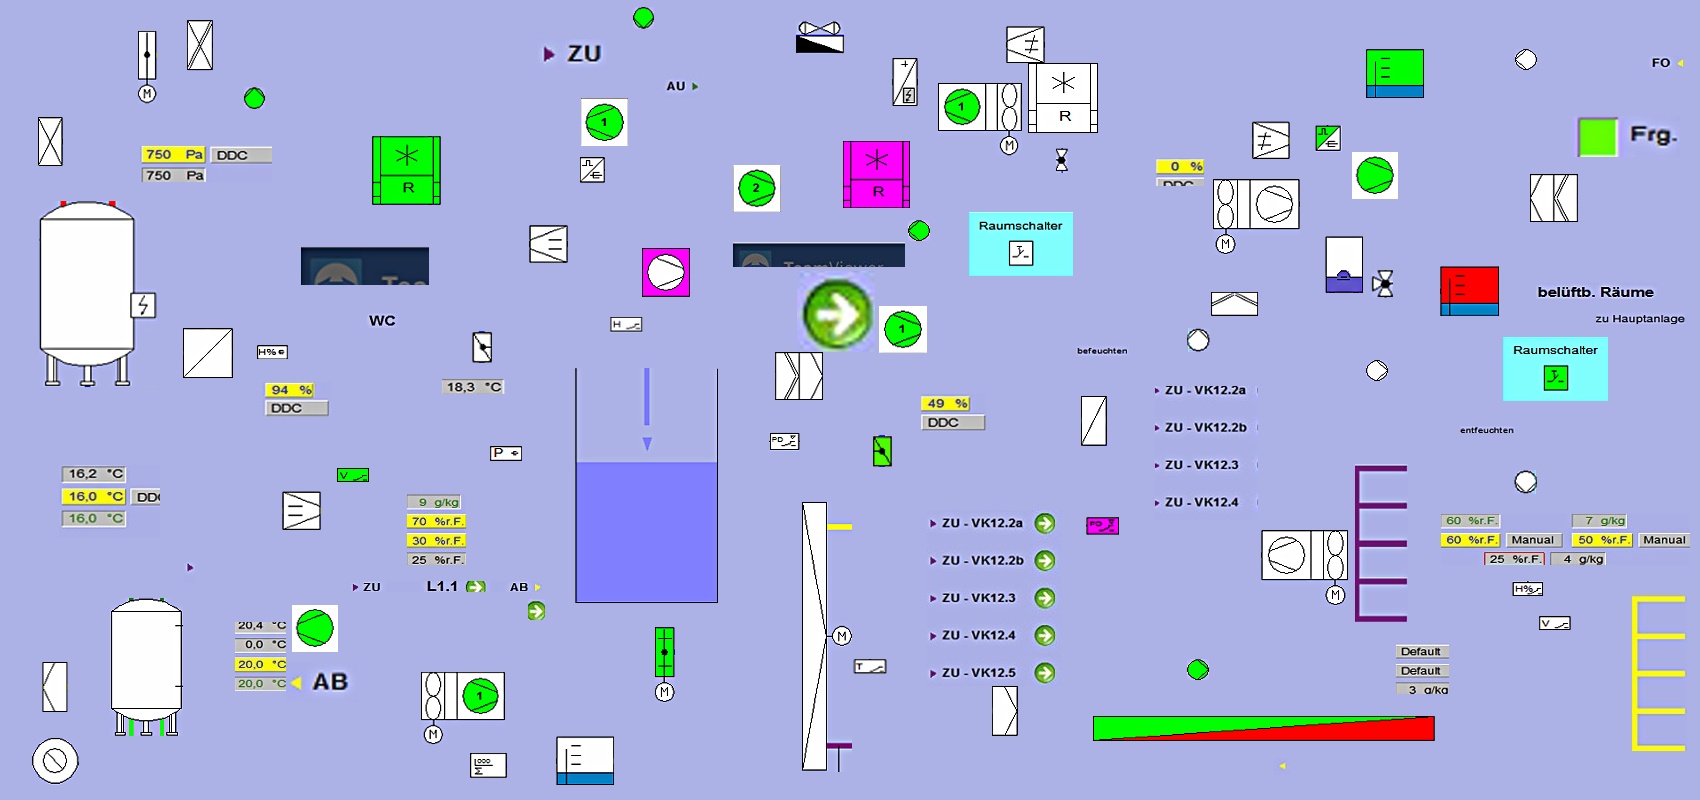 ZU
FO
AU
M
1
1
R
Frg.
750 Pa DDC
750 Pa
M
R
2
R
0 %
DDC
Raumschalter
M
TeamViewer
belüftb. Räume
zu Hauptanlage
WC
H
1
H%
befeuchten
Raumschalter
94 %
DDC
18,3 °C
49 %
DDC
ZU - VK12.2a
ZU - VK12.2b
ZU - VK12.3
ZU - VK12.4
entfeuchten
PD
P
V
16,2 °C
16,0 °C DDC
16,0 °C
9 g/kg
70 %r.F.
30 %r.F.
25 %r.F.
ZU L1.1 AB
ZU - VK12.2a
ZU - VK12.2b
ZU - VK12.3
ZU - VK12.4
ZU - VK12.5
PD
60 %r.F. 7 g/kg
60 %r.F. Manual 50 %r.F. Manual
25 %r.F. 4 g/kg
H%
M
V
20,4 °C
0,0 °C
20,0 °C
20,0 °C
AB
M
T
Default
Default
3 g/kg
1
M
M
1000
Σ